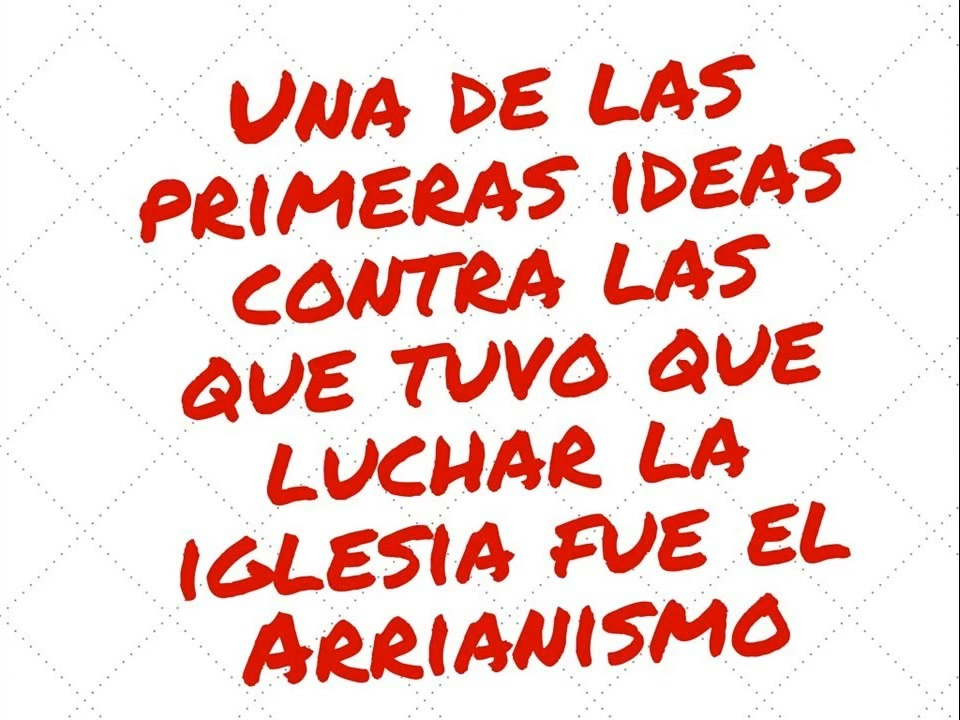 Una de las
primeras ideas
contra las
que tuvo que
luchar la
iglesia fue el
Arrianismo